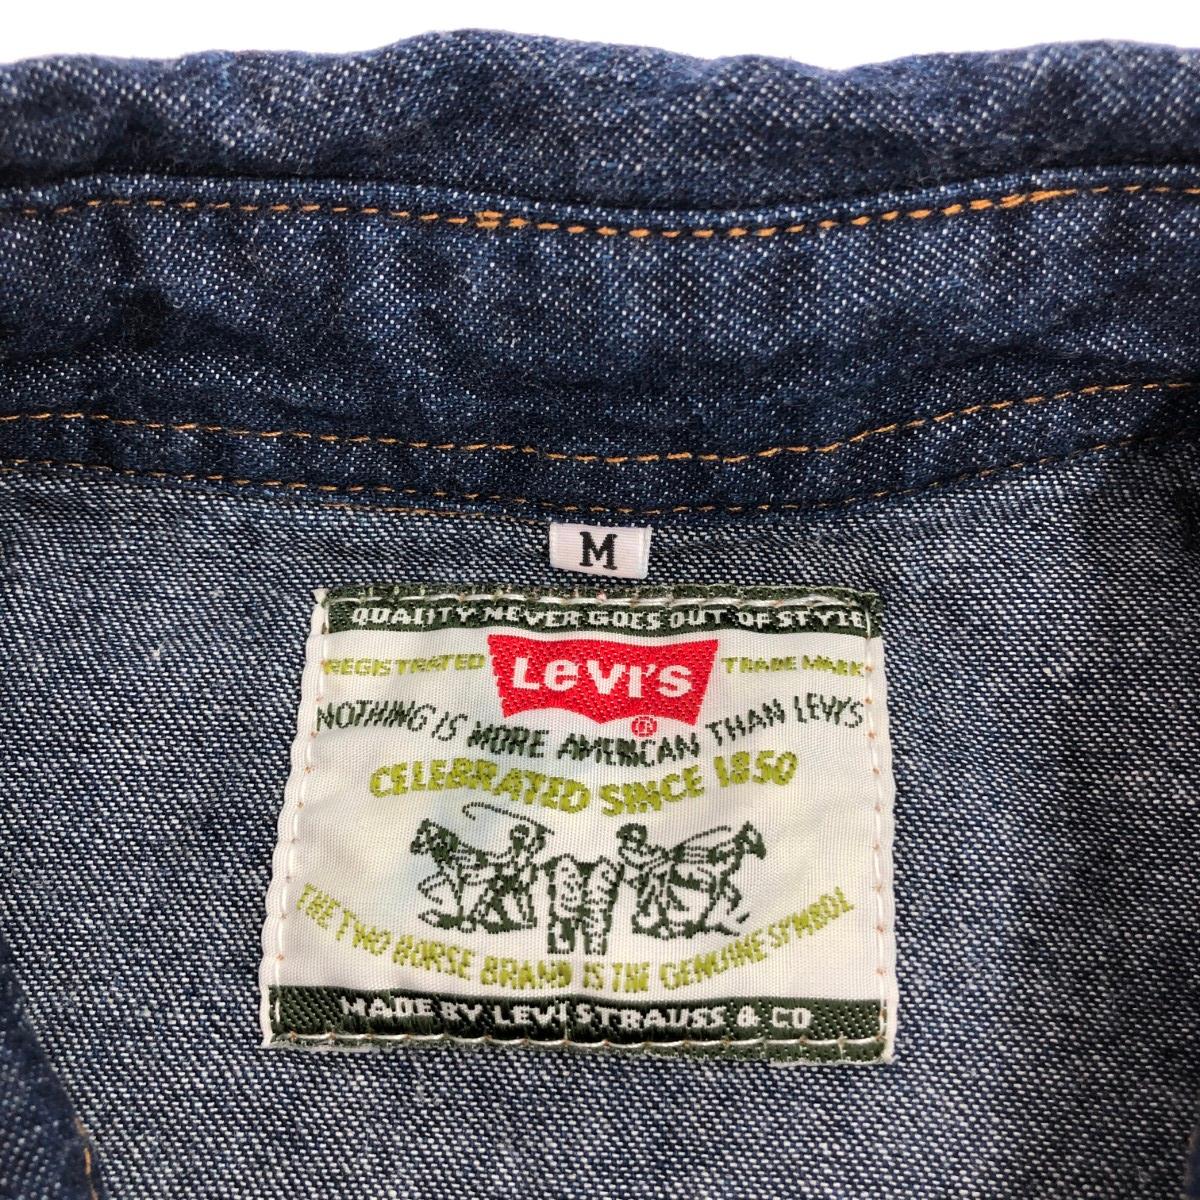 M
QUALITY NEVER GOES OUT OF STYLE
REGISTRATED LEVI'S TRADE MARK
®
NOTHING IS MORE AMERICAN THAN LEVI'S
CELEBRATED SINCE 1850
THE TWO HORSE BRAND IS THE GENUINE SYMBOL
MADE BY LEVI STRAUSS & CO